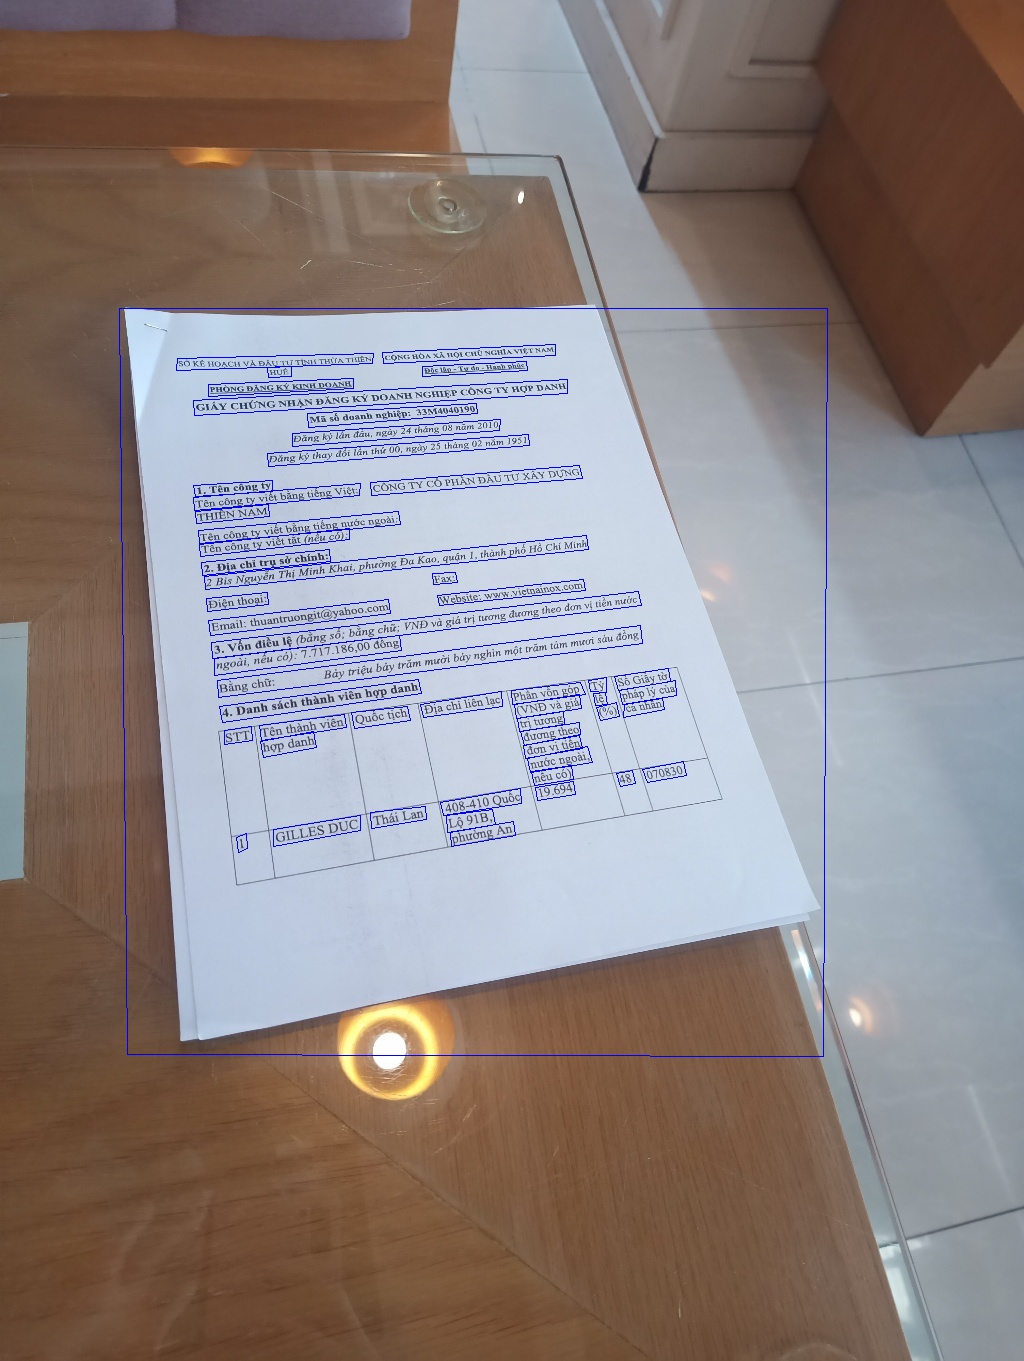 SỞ KẾ HOẠCH VÀ ĐẦU TƯ TỈNH THỪA THIÊN HUẾ
CỘNG HÒA XÃ HỘI CHỦ NGHĨA VIỆT NAM
Độc lập - Tự do - Hạnh phúc
PHÒNG ĐĂNG KÝ KINH DOANH
GIẤY CHỨNG NHẬN ĐĂNG KÝ DOANH NGHIỆP CÔNG TY HỢP DANH
Mã số doanh nghiệp: 33M4040190
Đăng ký lần đầu, ngày 24 tháng 08 năm 2010
Đăng ký thay đổi lần thứ 00, ngày 25 tháng 02 năm 1951
1. Tên công ty
Tên công ty viết bằng tiếng Việt: CÔNG TY CỔ PHẦN ĐẦU TƯ XÂY DỰNG
THIÊN NAM
Tên công ty viết bằng tiếng nước ngoài:
Tên công ty viết tắt (nếu có):
2. Địa chỉ trụ sở chính:
2 Bis Nguyễn Thị Minh Khai, phường Đa Kao, quận 1, thành phố Hồ Chí Minh
Điện thoại: Fax:
Email: thuantruongit@yahoo.com Website: www.vietnainox.com
3. Vốn điều lệ (bằng số; bằng chữ; VNĐ và giá trị tương đương theo đơn vị tiền nước
ngoài, nếu có): 7.717.186,00 đồng
Bằng chữ: Bảy triệu bảy trăm mười bảy nghìn một trăm tám mươi sáu đồng
4. Danh sách thành viên hợp danh
STT
Tên thành viên
hợp danh
Quốc tịch
Địa chỉ liên lạc
Phần vốn góp
(VNĐ và giá
trị tương
đương theo
đơn vị tiền
nước ngoài,
nếu có)
Tỷ
lệ
(%)
Số Giấy tờ
pháp lý của
cá nhân
1
GILLES DUC
Thái Lan
408-410 Quốc
Lộ 91B,
phường An
19.694
48
070830